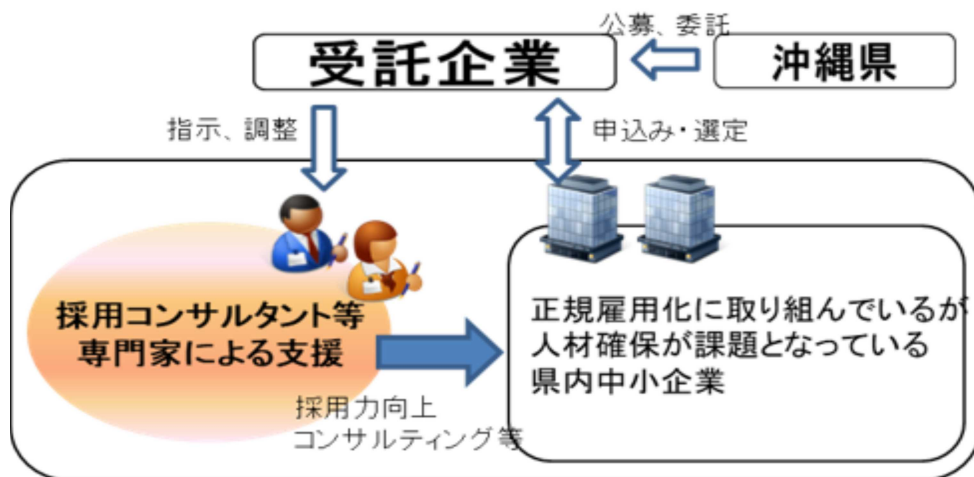 公募、委託
受託企業
沖縄県
指示、調整
申込み・選定
採用コンサルタント等
専門家による支援
正規雇用化に取り組んでいるが
人材確保が課題となっている
県内中小企業
採用力向上
コンサルティング等